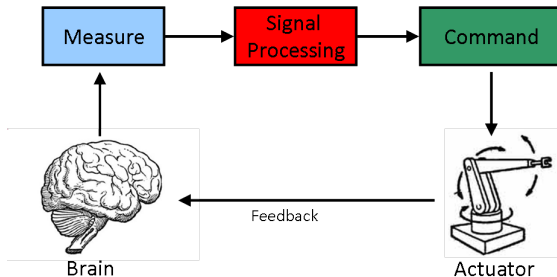 Measure
Signal
Processing
Command
Feedback
Brain
Actuator